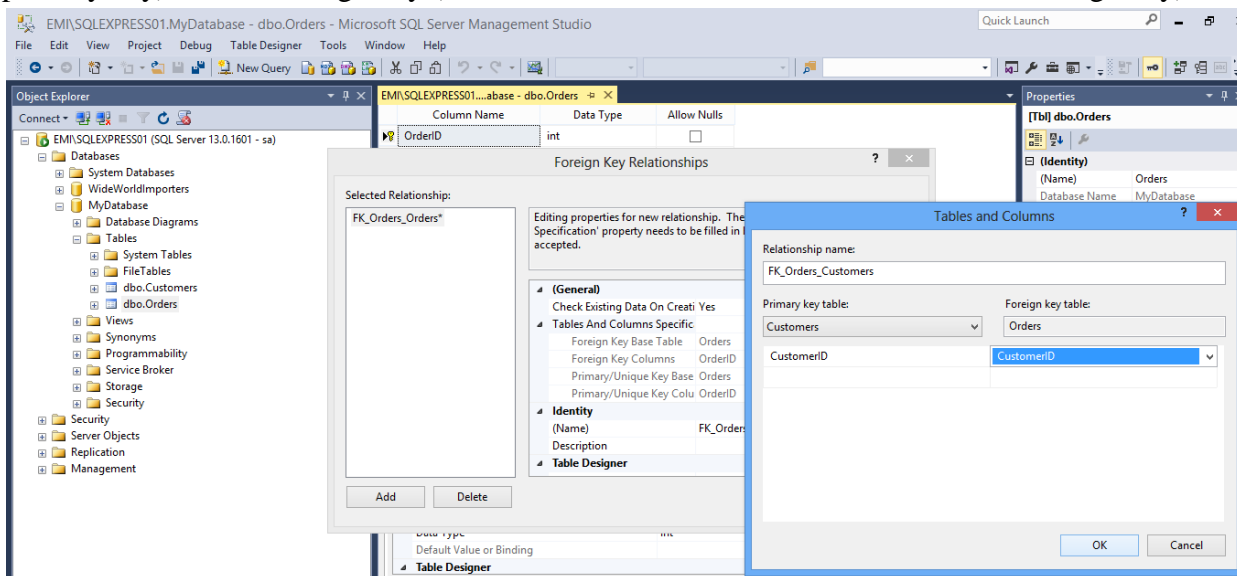 EMI\SQLEXPRESS01.MyDatabase - dbo.Orders - Microsoft SQL Server Management Studio
Quick Launch
File Edit View Project Debug Table Designer Tools Window Help
New Query
Object Explorer
Connect
EMI\SQLEXPRESS01 (SQL Server 13.0.1601 - sa)
Databases
System Databases
WideWorldImporters
MyDatabase
Database Diagrams
Tables
System Tables
FileTables
dbo.Customers
dbo.Orders
Views
Synonyms
Programmability
Service Broker
Storage
Security
Security
Server Objects
Replication
Management
EMI\SQLEXPRESS01....abase - dbo.Orders
Column Name Data Type Allow Nulls
OrderID int
Properties
[Tbl] dbo.Orders
(Identity)
(Name) Orders
Database Name MyDatabase
Foreign Key Relationships
Selected Relationship:
FK_Orders_Orders*
Editing properties for new relationship. The
Specification' property needs to be filled in
accepted.
(General)
Check Existing Data On Creati Yes
Tables And Columns Specific
Foreign Key Base Table Orders
Foreign Key Columns OrderID
Primary/Unique Key Base Orders
Primary/Unique Key Colu OrderID
Identity
(Name) FK_Orders
Description
Table Designer
Add Delete
Tables and Columns
Relationship name:
FK_Orders_Customers
Primary key table: Foreign key table:
Customers Orders
CustomerID CustomerID
OK Cancel
Data Type int
Default Value or Binding
Table Designer